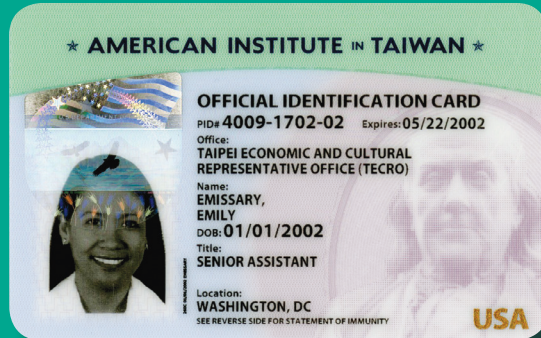 ★ AMERICAN INSTITUTE IN TAIWAN ★
OFFICIAL IDENTIFICATION CARD
PID# 4009-1702-02 Expires: 05/22/2002
Office:
TAIPEI ECONOMIC AND CULTURAL
REPRESENTATIVE OFFICE (TECRO)
Name:
EMISSARY,
EMILY
DOB: 01/01/2002
Title:
SENIOR ASSISTANT
Location:
WASHINGTON, DC
SEE REVERSE SIDE FOR STATEMENT OF IMMUNITY
USA